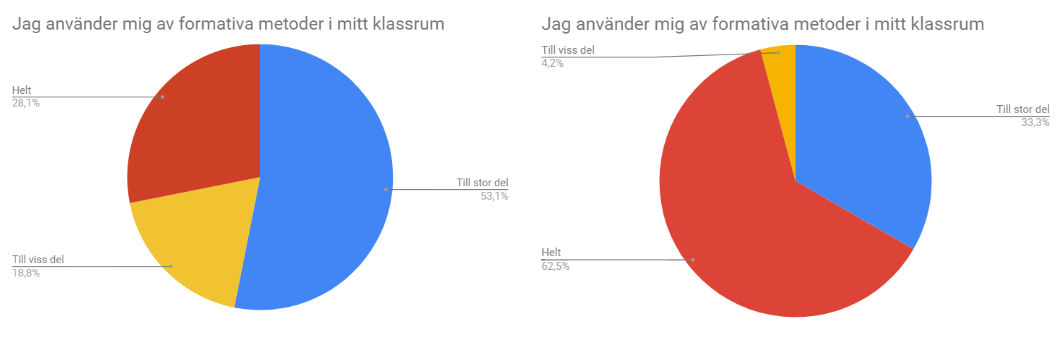 Jag använder mig av formativa metoder i mitt klassrum
Helt
28,1%
Till stor del
53,1%
Till viss del
18,8%
Jag använder mig av formativa metoder i mitt klassrum
Till viss del
4,2%
Till stor del
33,3%
Helt
62,5%